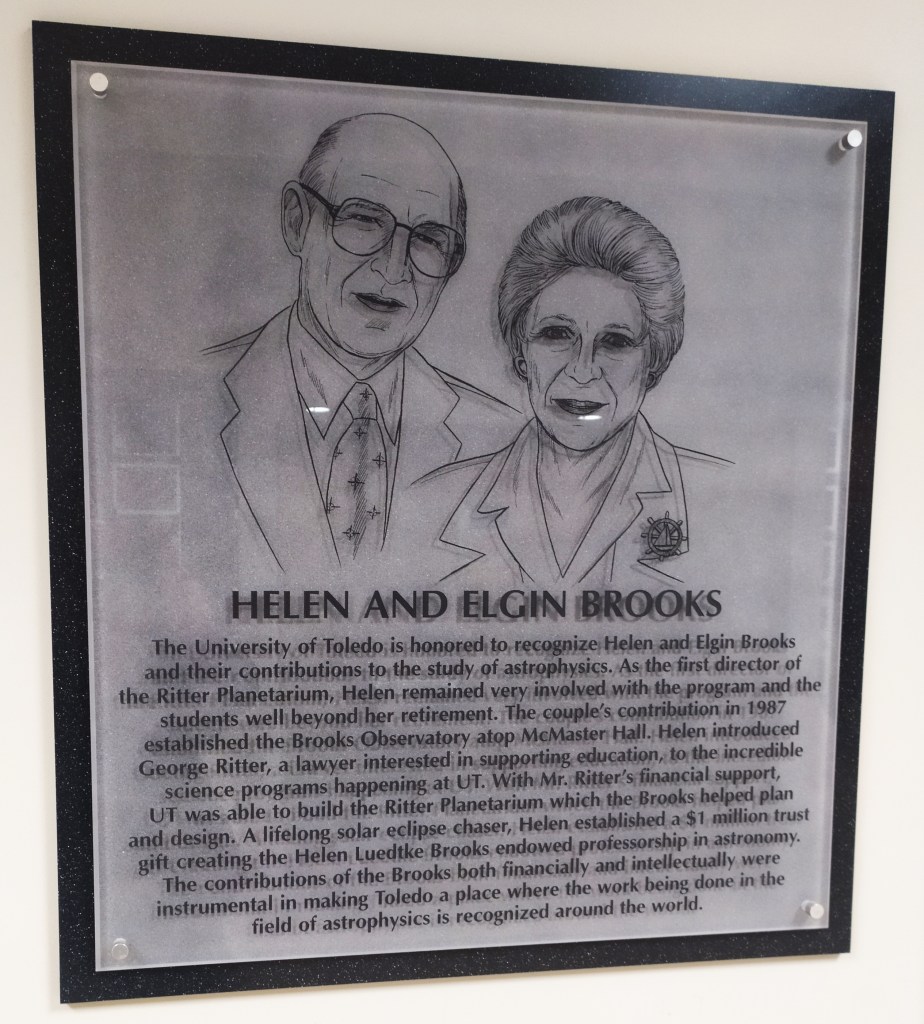 HELEN AND ELGIN BROOKS
The University of Toledo is honored to recognize Helen and Elgin Brooks
and their contributions to the study of astrophysics. As the first director of
the Ritter Planetarium, Helen remained very involved with the program and the
students well beyond her retirement. The couple's contribution in 1987
established the Brooks Observatory atop McMaster Hall. Helen introduced
George Ritter, a lawyer interested in supporting education, to the incredible
science programs happening at UT. With Mr. Ritter's financial support,
UT was able to build the Ritter Planetarium which the Brooks helped plan
and design. A lifelong solar eclipse chaser, Helen established a $1 million trust
gift creating the Helen Luedtke Brooks endowed professorship in astronomy.
The contributions of the Brooks both financially and intellectually were
instrumental in making Toledo a place where the work being done in the
field of astrophysics is recognized around the world.